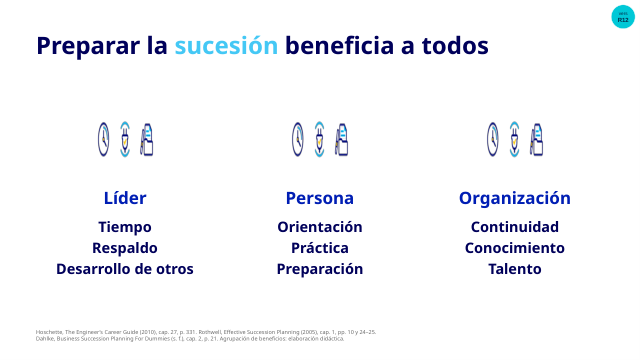 R12
Preparar la sucesión beneficia a todos
Líder
Persona
Organización
Tiempo
Respaldo
Desarrollo de otros
Orientación
Práctica
Preparación
Continuidad
Conocimiento
Talento
Hoschette, The Engineer's Career Guide (2010), cap. 27, p. 331. Rothwell, Effective Succession Planning (2005), cap. 1, pp. 10 y 24–25.
Dahlke, Business Succession Planning For Dummies (s. f.), cap. 2, p. 21. Agrupación de beneficios: elaboración didáctica.